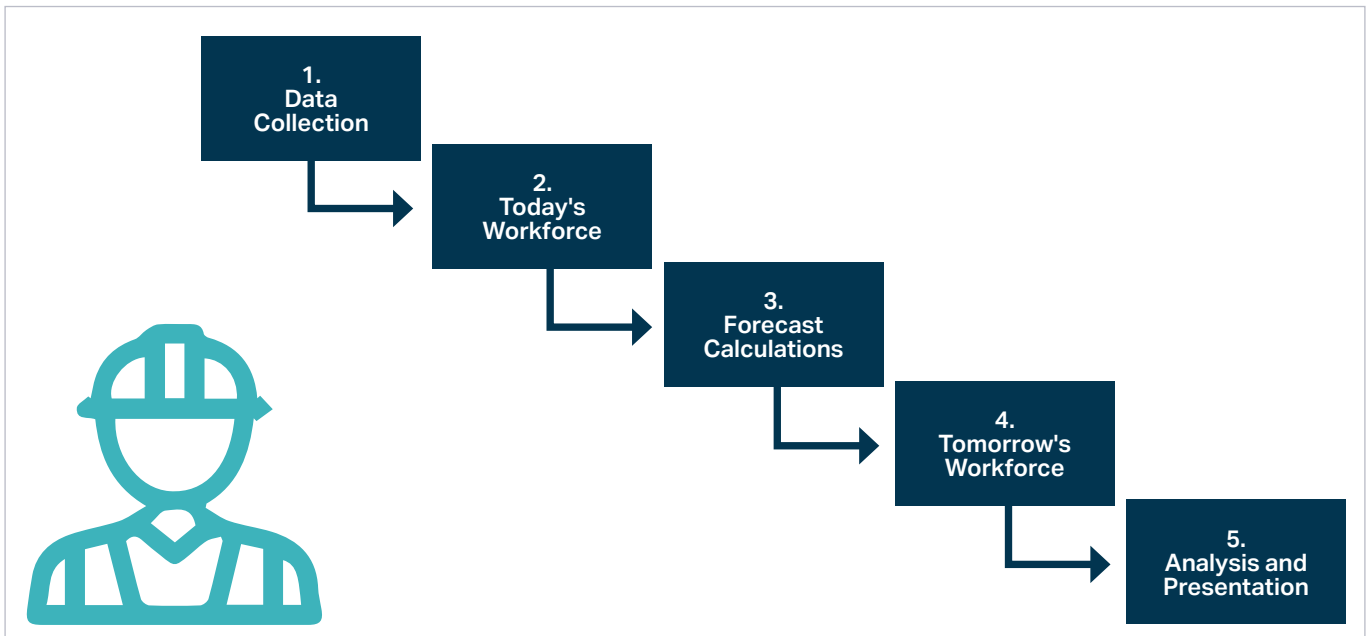 1.
Data
Collection
2.
Today's
Workforce
3.
Forecast
Calculations
4.
Tomorrow's
Workforce
5.
Analysis and
Presentation